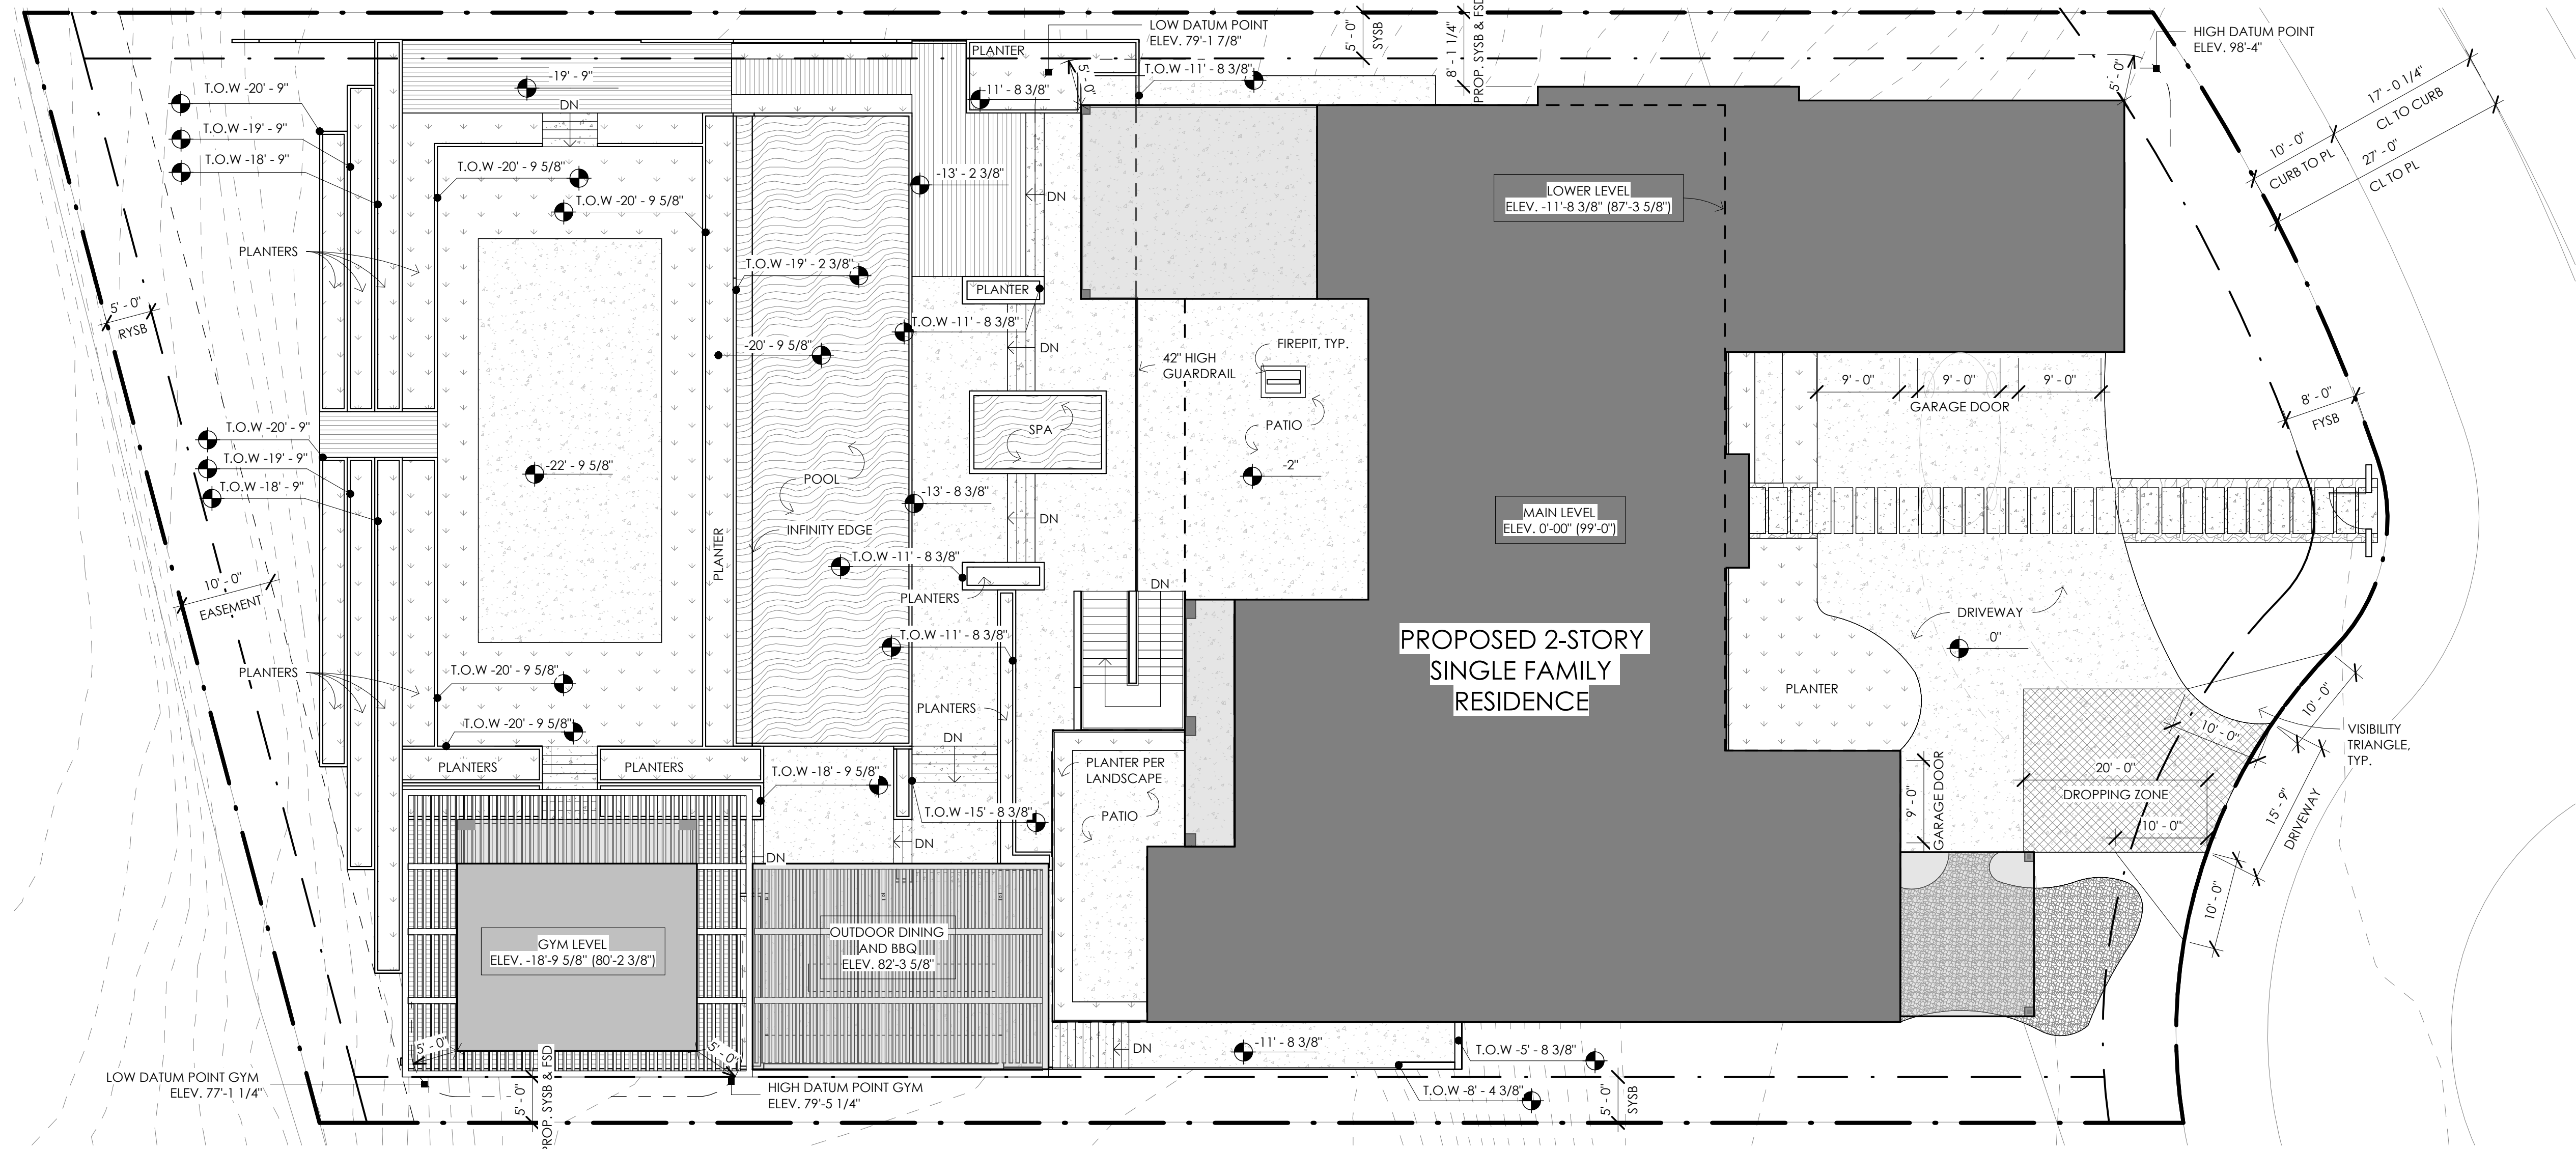 LOW DATUM POINT
ELEV. 79'-1 7/8"
5' - 0"
SYSB
8' - 1 1/4"
PROP. SYSB & FSD
HIGH DATUM POINT
ELEV. 98'-4"
5' - 0"
17' - 0 1/4"
CL TO CURB
10' - 0"
CURB TO PL
27' - 0"
CL TO PL
T.O.W -20' - 9"
T.O.W -19' - 9"
T.O.W -18' - 9"
-19' - 9"
DN
PLANTER
5' - 0"
-11' - 8 3/8"
T.O.W -11' - 8 3/8"
T.O.W -20' - 9 5/8"
T.O.W -20' - 9 5/8"
-13' - 2 3/8"
DN
LOWER LEVEL
ELEV. -11'-8 3/8" (87'-3 5/8")
PLANTERS
T.O.W -19' - 2 3/8"
PLANTER
T.O.W -11' - 8 3/8"
-20' - 9 5/8"
DN
42" HIGH
GUARDRAIL
FIREPIT, TYP.
PATIO
-2"
5' - 0"
RYSB
9' - 0"
9' - 0"
9' - 0"
GARAGE DOOR
8' - 0"
FYSB
SPA
T.O.W -20' - 9"
T.O.W -19' - 9"
T.O.W -18' - 9"
-22' - 9 5/8"
POOL
INFINITY EDGE
-13' - 8 3/8"
DN
MAIN LEVEL
ELEV. 0'-00" (99'-0")
PLANTER
T.O.W -11' - 8 3/8"
PLANTERS
DN
10' - 0"
EASEMENT
DRIVEWAY
0"
PROPOSED 2-STORY
SINGLE FAMILY
RESIDENCE
T.O.W -11' - 8 3/8"
PLANTERS
T.O.W -20' - 9 5/8"
T.O.W -20' - 9 5/8"
PLANTERS
DN
PLANTER
10' - 0"
10' - 0"
VISIBILITY
TRIANGLE,
TYP.
PLANTERS
PLANTERS
T.O.W -18' - 9 5/8"
PLANTER PER
LANDSCAPE
PATIO
T.O.W -15' - 8 3/8"
DN
DN
9' - 0"
GARAGE DOOR
20' - 0"
DROPPING ZONE
10' - 0"
15' - 9"
DRIVEWAY
10' - 0"
GYM LEVEL
ELEV. -18'-9 5/8" (80'-2 3/8")
OUTDOOR DINING
AND BBQ
ELEV. 82'-3 5/8"
5' - 0"
5' - 0"
DN
-11' - 8 3/8"
T.O.W -5' - 8 3/8"
T.O.W -8' - 4 3/8"
LOW DATUM POINT GYM
ELEV. 77'-1 1/4"
5' - 0"
PROP. SYSB & FSD
HIGH DATUM POINT GYM
ELEV. 79'-5 1/4"
5' - 0"
SYSB